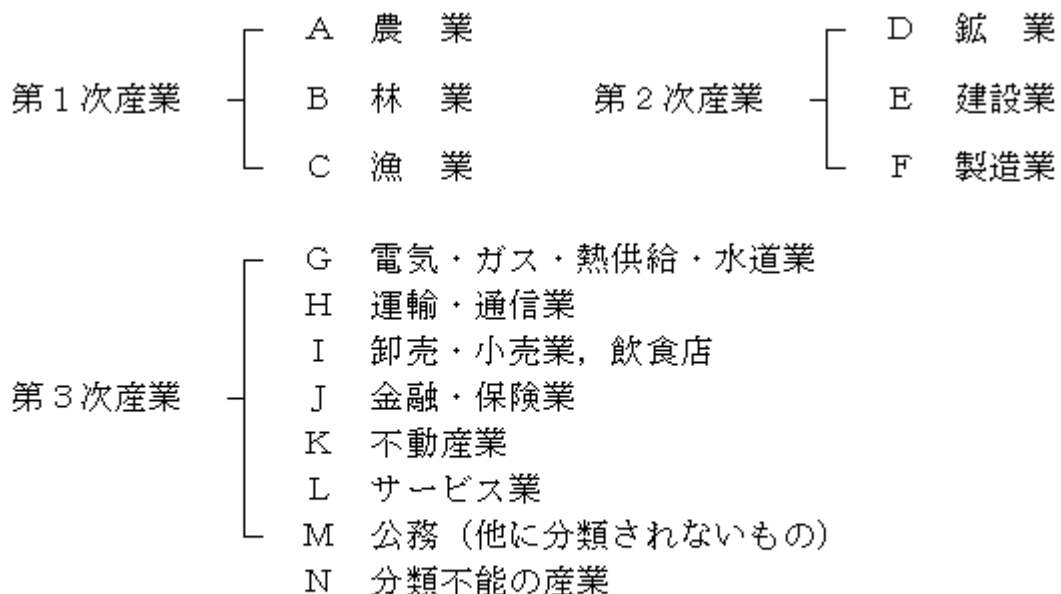 A 農 業
第1次産業 B 林 業
C 漁 業
D 鉱 業
第2次産業 E 建設業
F 製造業
G 電気・ガス・熱供給・水道業
H 運輸・通信業
I 卸売・小売業，飲食店
第3次産業 J 金融・保険業
K 不動産業
L サービス業
M 公務（他に分類されないもの）
N 分類不能の産業